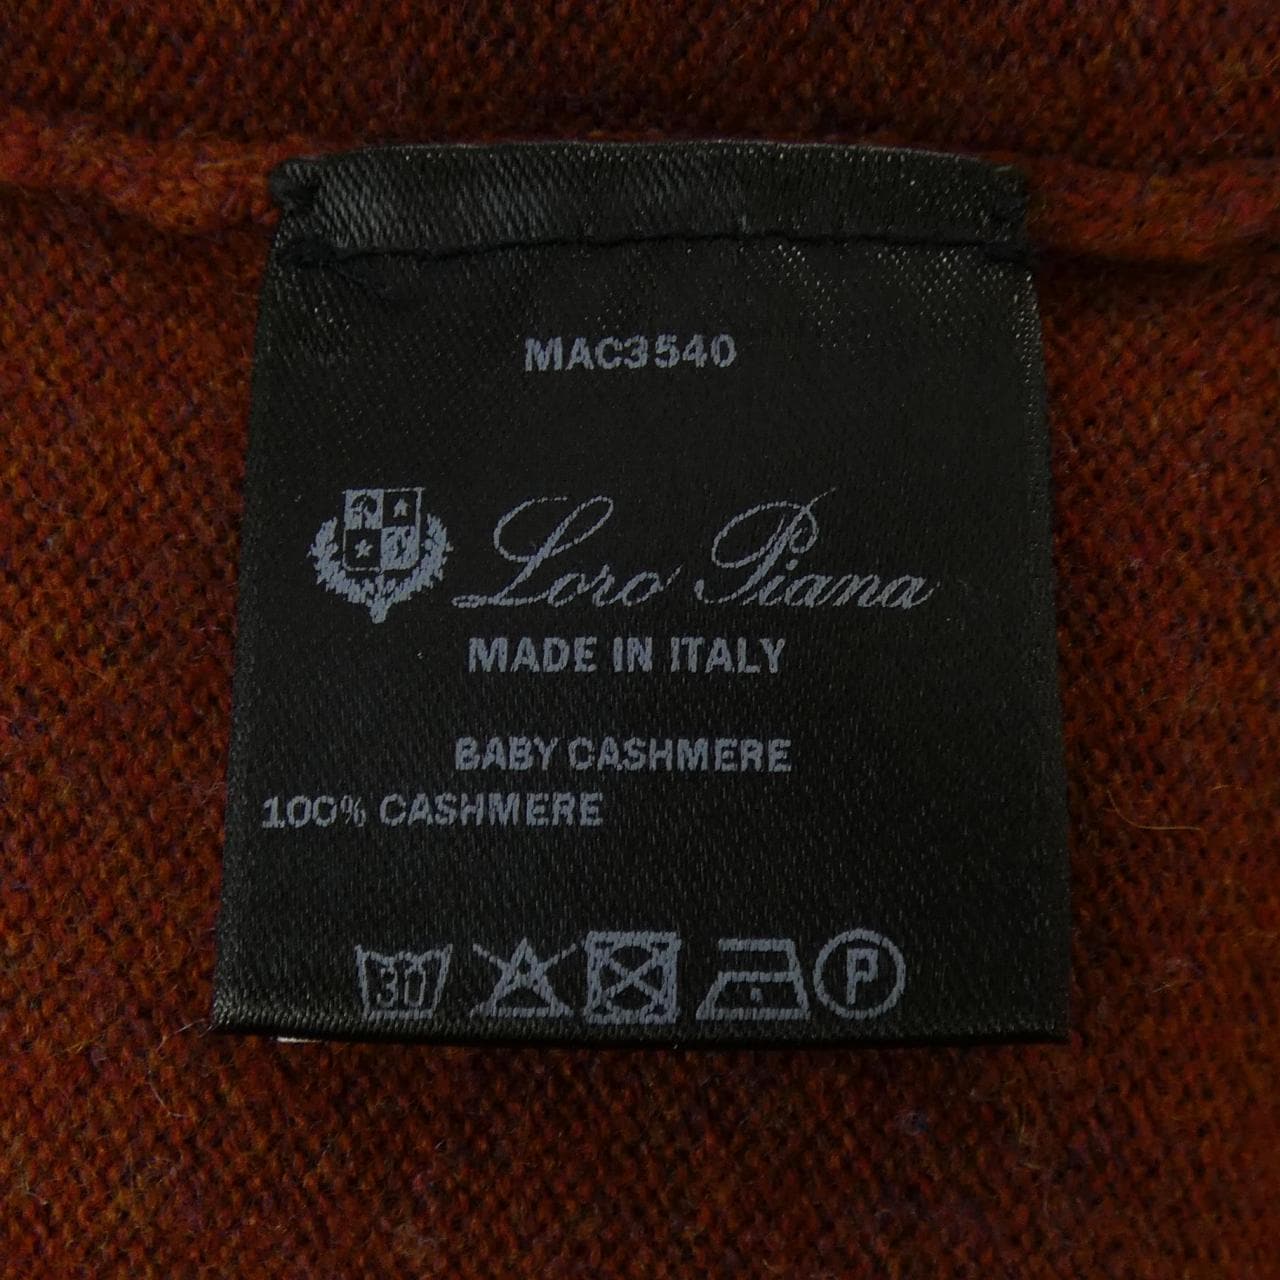 MAC3540
Loro Piana
MADE IN ITALY
BABY CASHMERE
100% CASHMERE
30 P